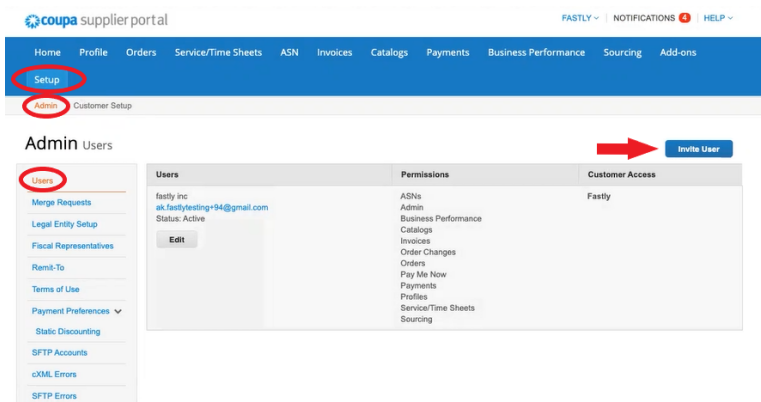 coupa supplier portal
FASTLY NOTIFICATIONS 4 HELP
Home Profile Orders Service/Time Sheets ASN Invoices Catalogs Payments Business Performance Sourcing Add-ons
Setup
Admin Customer Setup
Admin Users
Invite User
Users
Merge Requests
Legal Entity Setup
Fiscal Representatives
Remit-To
Terms of Use
Payment Preferences
Static Discounting
SFTP Accounts
cXML Errors
SFTP Errors
Users Permissions Customer Access
fastly inc
ak.fastlytesting+94@gmail.com
Status: Active
Edit
ASNs
Admin
Business Performance
Catalogs
Invoices
Order Changes
Orders
Pay Me Now
Payments
Profiles
Service/Time Sheets
Sourcing
Fastly